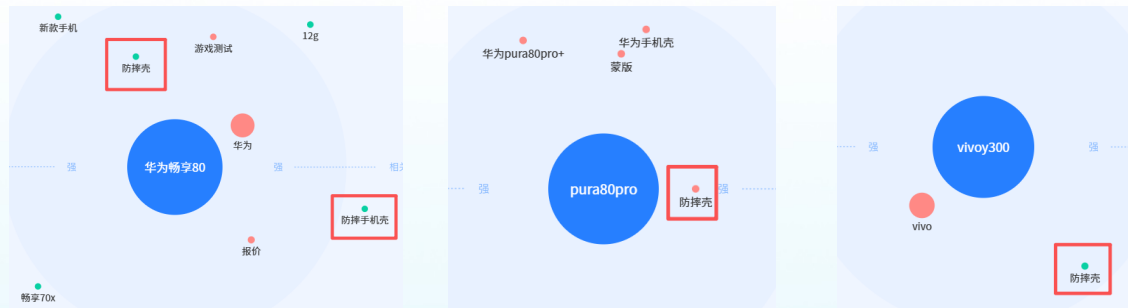 新款手机
12g
游戏测试
防摔壳
华为
强
华为畅享80
强
相关
防摔手机壳
报价
畅享70x
华为pura80pro+
华为手机壳
蒙版
强
pura80pro
防摔壳
强
强
vivoy300
强
vivo
防摔壳